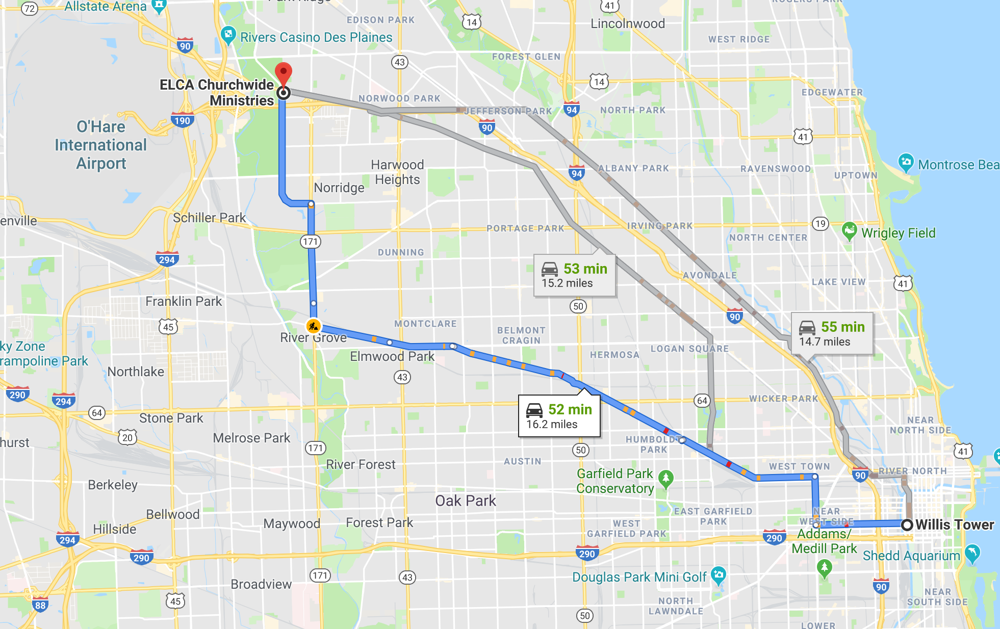 72
Allstate Arena
EDISON PARK
14
41
Lincolnwood
Rivers Casino Des Plaines
WEST RIDGE
90
FOREST GLEN
43
14
ELCA Churchwide
Ministries
NORWOOD PARK
EDGEWATER
JEFFERSON PARK
94
NORTH PARK
190
O'Hare
International
Airport
90
41
Harwood
Heights
94
ALBANY PARK
RAVENSWOOD
UPTOWN
Montrose Bea
Norridge
enville
Schiller Park
PORTAGE PARK
IRVING PARK
19
NORTH CENTER
Wrigley Field
171
DUNNING
294
53 min
15.2 miles
AVONDALE
LAKE VIEW
41
Franklin Park
50
90
45
MONTCLARE
55 min
14.7 miles
BELMONT
CRAGIN
River Grove
ky Zone
rampoline Park
Elmwood Park
HERMOSA
LOGAN SQUARE
Northlake
43
290
294
64
WICKER PARK
52 min
16.2 miles
64
Stone Park
NEAR
NORTH SIDE
20
Melrose Park
hurst
HUMBOLDT
PARK
171
50
41
River Forest
AUSTIN
WEST TOWN
RIVER NORTH
90
Garfield Park
Conservatory
Berkeley
Oak Park
Bellwood
EAST GARFIELD
PARK
NEAR
WEST SIDE
Hillside
Maywood
Forest Park
WEST
GARFIELD PARK
Willis Tower
294
290
Addams/
Medill Park
290
290
Shedd Aquarium
171
43
Douglas Park Mini Golf
Broadview
90
45
88
NORTH
LAWNDALE
NEAR
SOUTH SIDE
50
LOWER